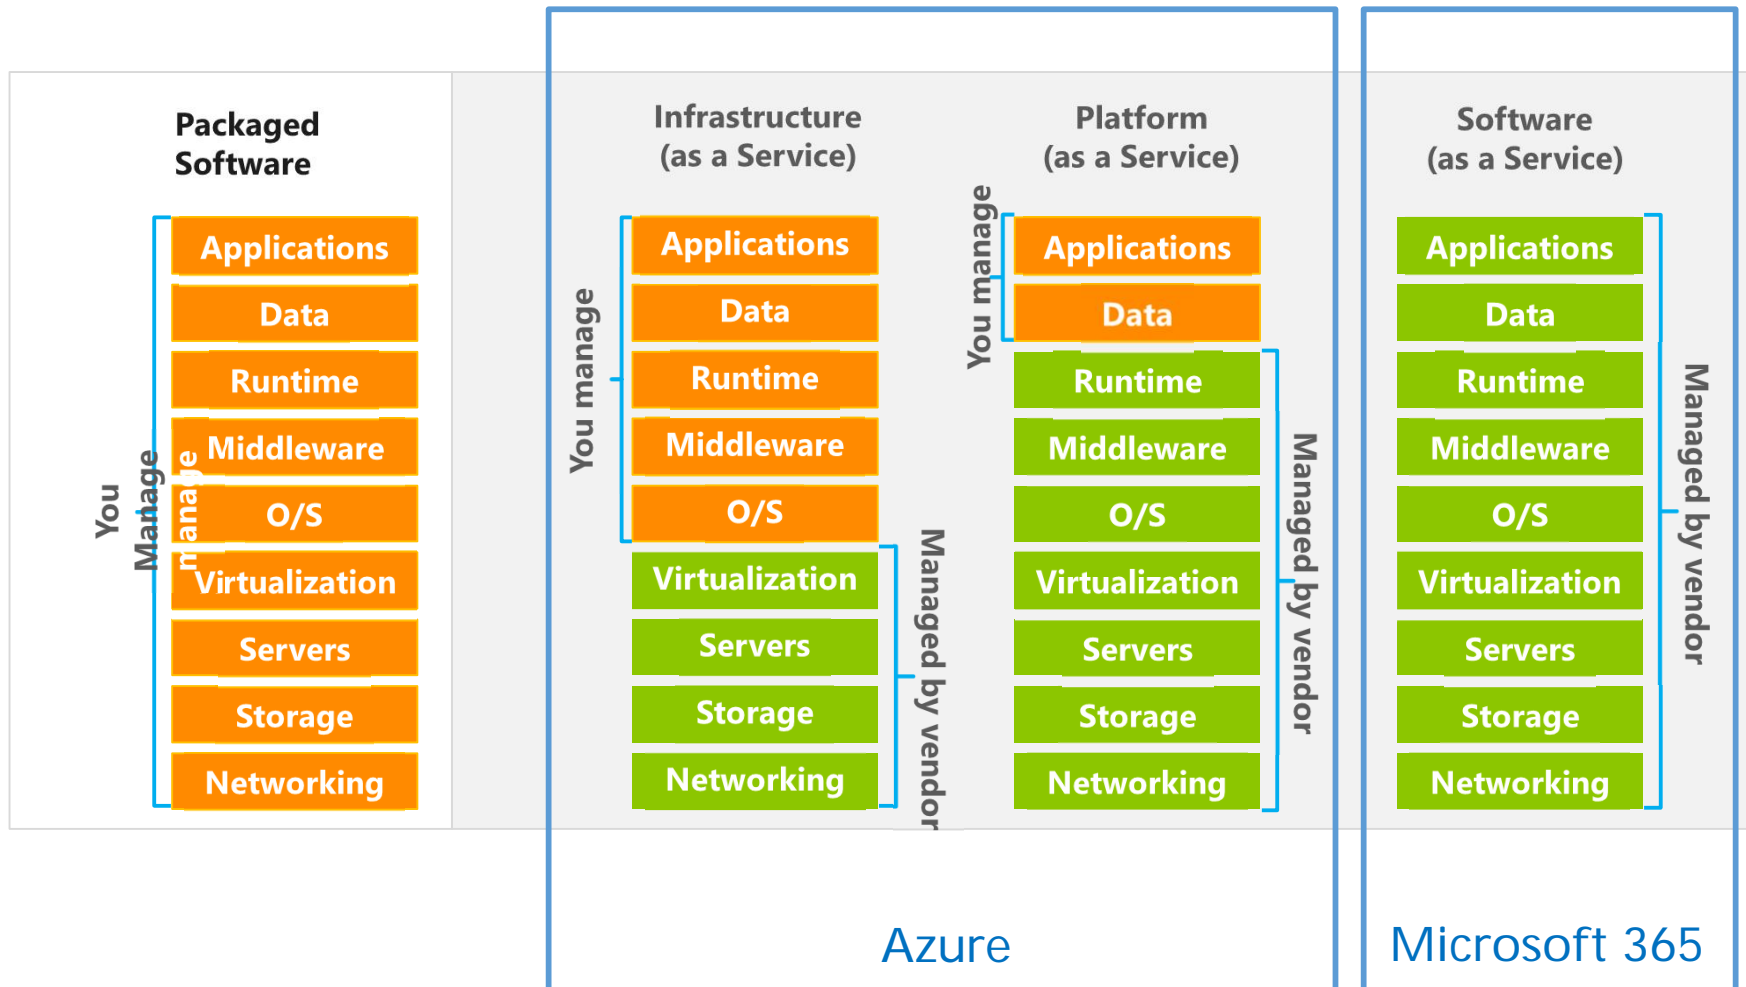 Packaged
Software
You
Manage
manage
Applications
Data
Runtime
Middleware
O/S
Virtualization
Servers
Storage
Networking
Infrastructure
(as a Service)
You manage
Applications
Data
Runtime
Middleware
O/S
Virtualization
Servers
Storage
Networking
Managed by vendor
Platform
(as a Service)
You manage
Applications
Data
Runtime
Middleware
O/S
Virtualization
Servers
Storage
Networking
Managed by vendor
Software
(as a Service)
Applications
Data
Runtime
Middleware
O/S
Virtualization
Servers
Storage
Networking
Managed by vendor
Azure
Microsoft 365